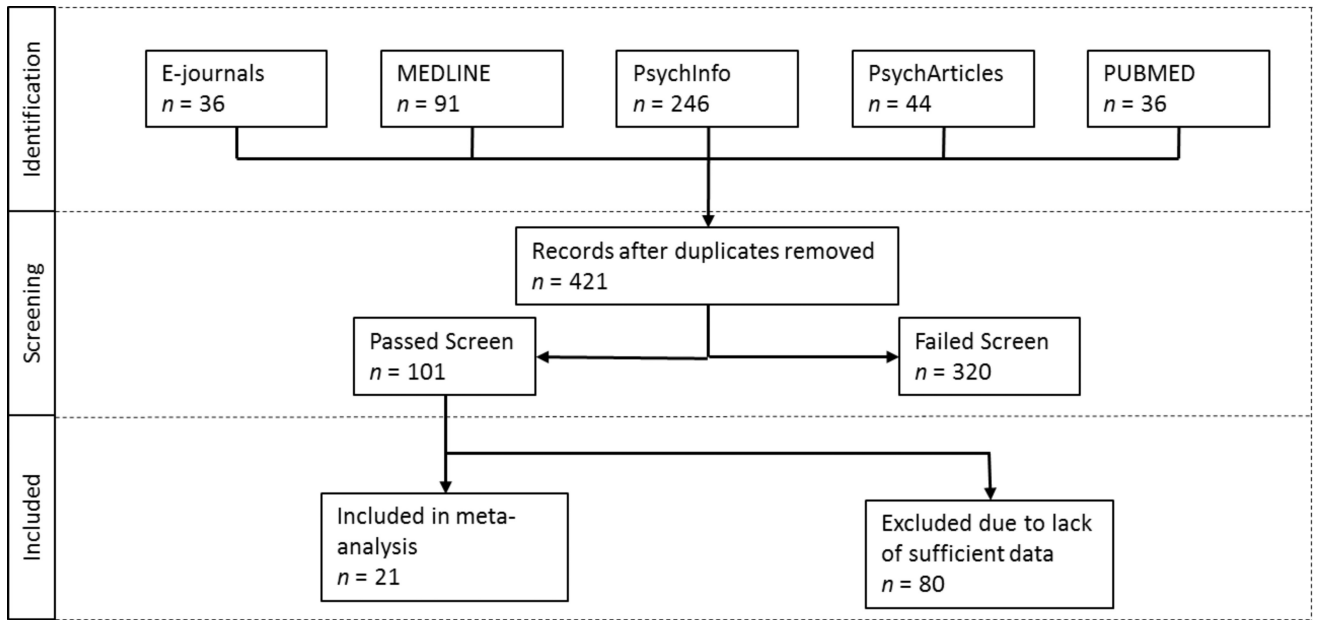 Identification
E-journals
n = 36
MEDLINE
n = 91
PsychInfo
n = 246
PsychArticles
n = 44
PUBMED
n = 36
Screening
Records after duplicates removed
n = 421
Passed Screen
n = 101
Failed Screen
n = 320
Included
Included in meta-
analysis
n = 21
Excluded due to lack
of sufficient data
n = 80